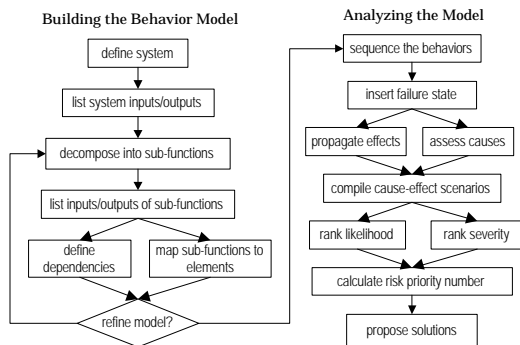 Building the Behavior Model
define system
list system inputs/outputs
decompose into sub-functions
list inputs/outputs of sub-functions
define
dependencies
map sub-functions to
elements
refine model?
Analyzing the Model
sequence the behaviors
insert failure state
propagate effects
assess causes
compile cause-effect scenarios
rank likelihood
rank severity
calculate risk priority number
propose solutions